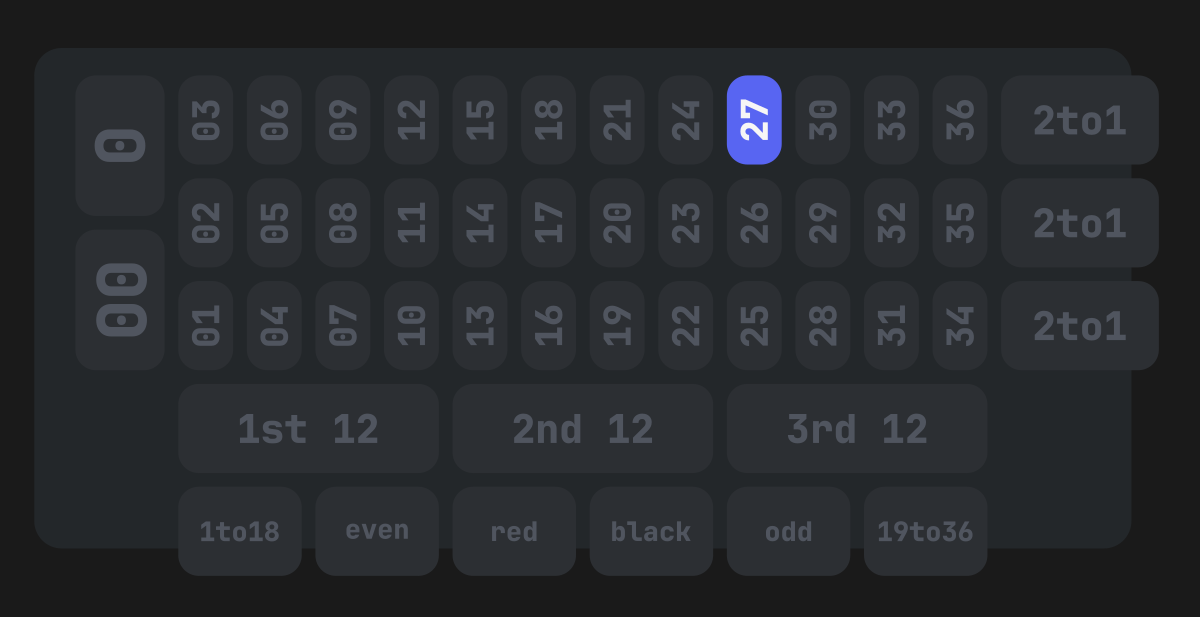 0
03 06 09 12 15 18 21 24 27 30 33 36 2to1
00
02 05 08 11 14 17 20 23 26 29 32 35 2to1
01 04 07 10 13 16 19 22 25 28 31 34 2to1
1st 12 2nd 12 3rd 12
1to18 even red black odd 19to36